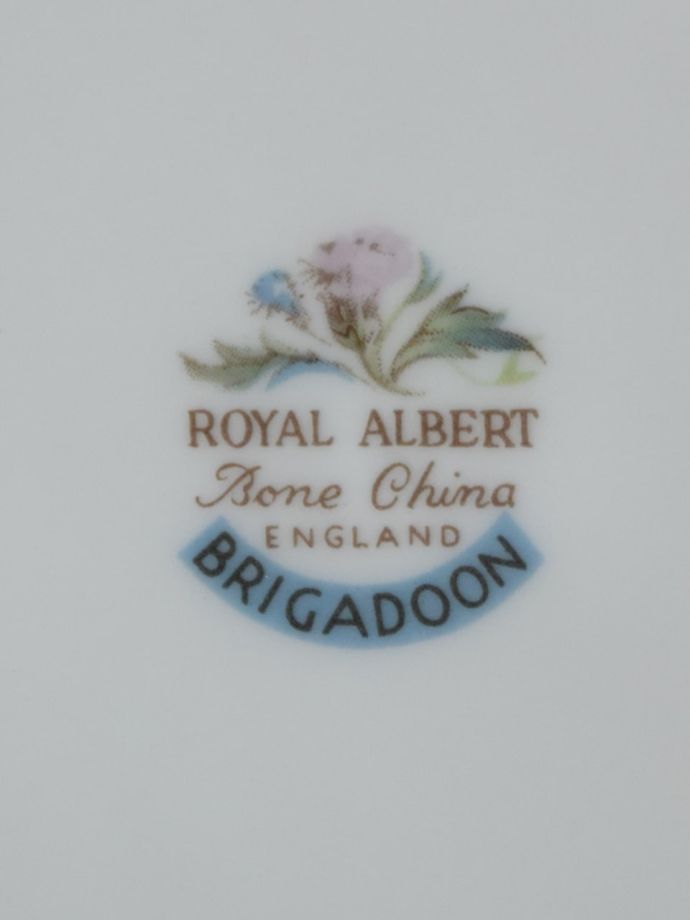 ROYAL ALBERT
Bone China
ENGLAND
BRIGADOON